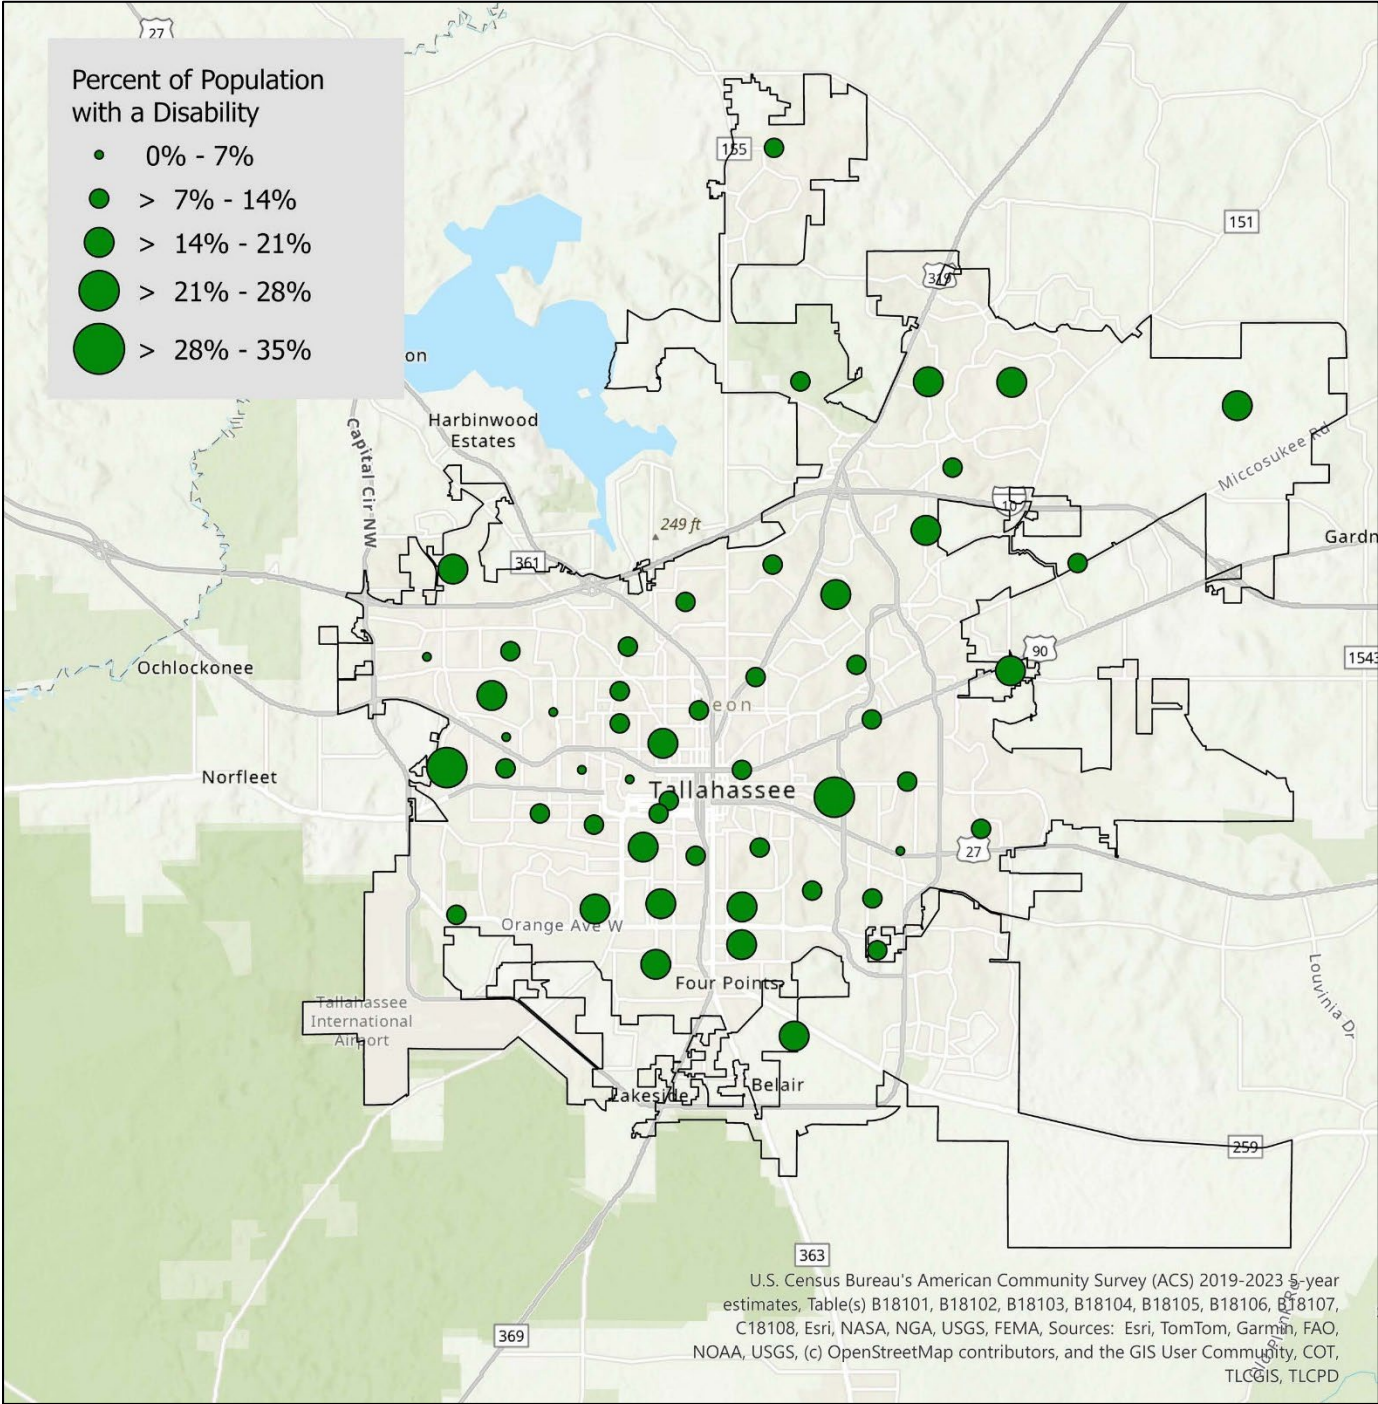 27
Percent of Population
with a Disability
0% - 7%
> 7% - 14%
> 14% - 21%
> 21% - 28%
> 28% - 35%
155
151
319
on
Harbinwood
Estates
Capital Cir NW
Miccosukee Rd
249 ft
10
Gardn
361
90
1543
Ochlockonee
eon
Norfleet
Tallahassee
27
Orange Ave W
Four Points
Louvinia Dr
Tallahassee
International
Airport
Belair
Lakeside
259
363
U.S. Census Bureau's American Community Survey (ACS) 2019-2023 5-year
estimates, Table(s) B18101, B18102, B18103, B18104, B18105, B18106, B18107,
C18108, Esri, NASA, NGA, USGS, FEMA, Sources: Esri, TomTom, Garmin, FAO,
369
NOAA, USGS, (c) OpenStreetMap contributors, and the GIS User Community, COT,
TLCGIS, TLCPD